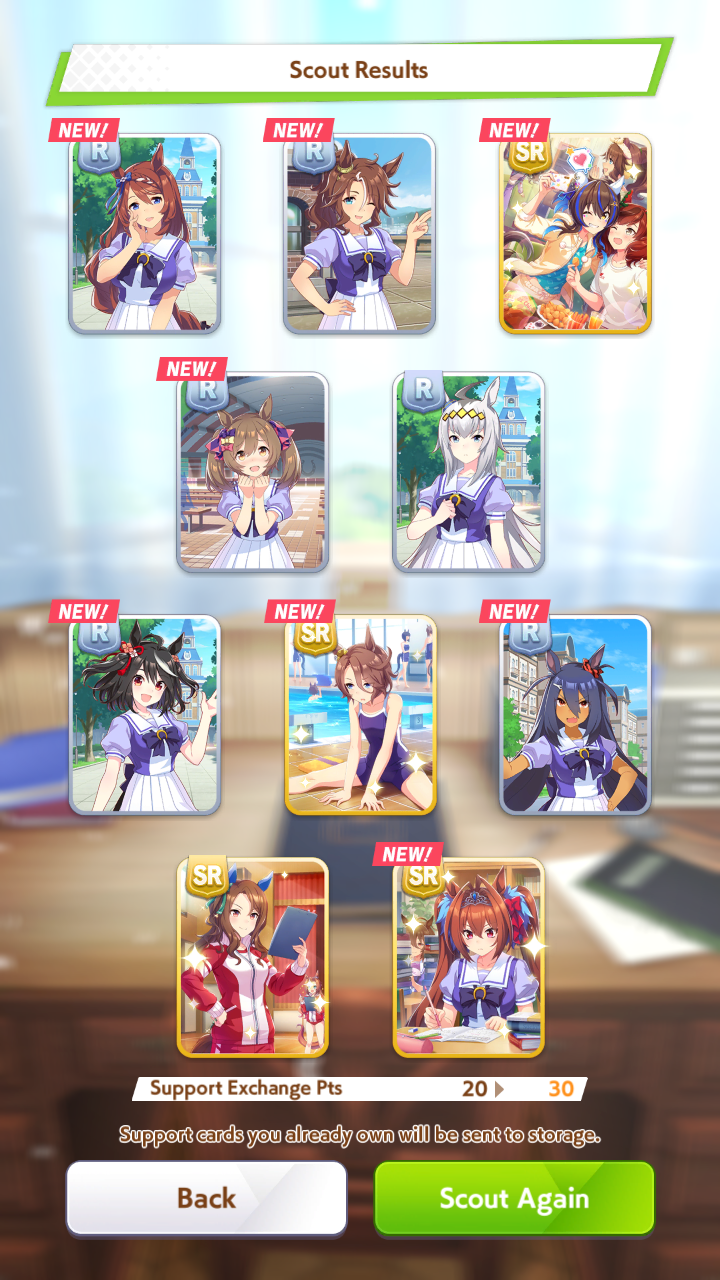 Scout Results
NEW! NEW! NEW!
R R SR
NEW!
R R
NEW! NEW! NEW!
R SR R
NEW!
SR SR
Support Exchange Pts 20 30
Support cards you already own will be sent to storage.
Back Scout Again